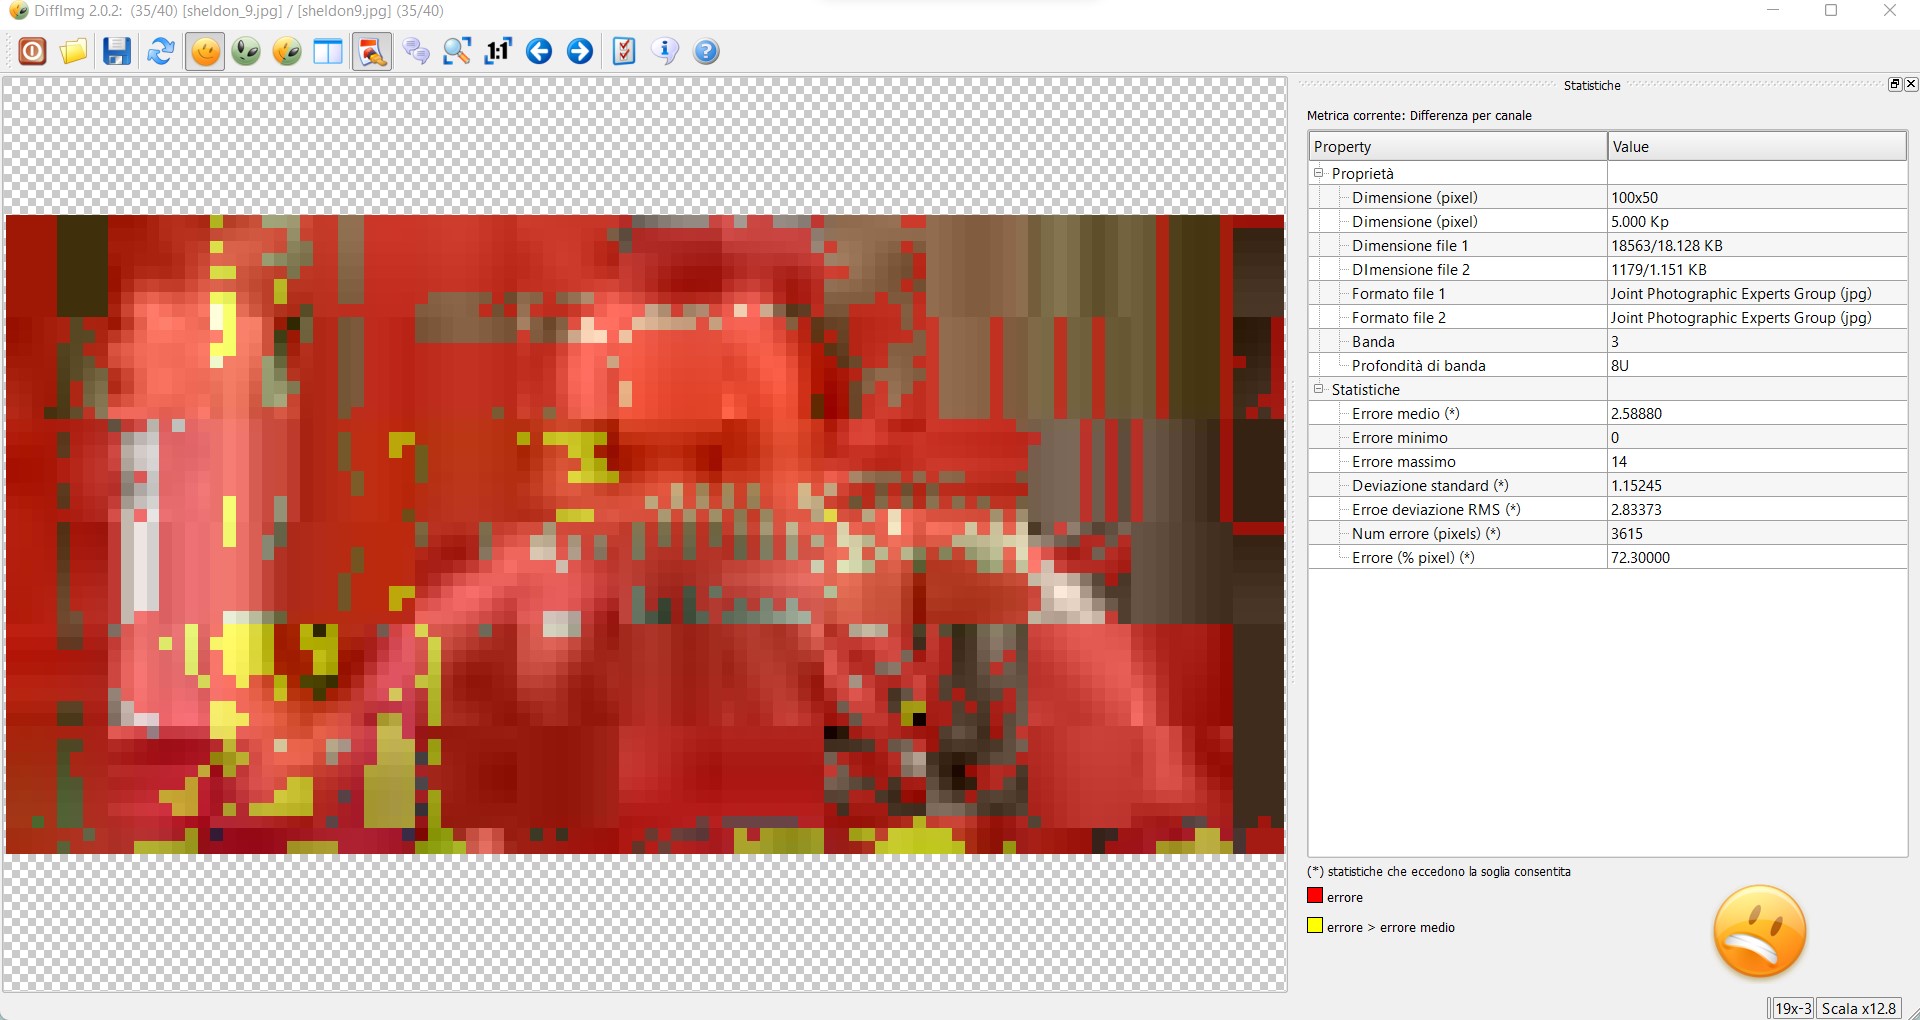 DiffImg 2.0.2: (35/40) [sheldon_9.jpg] / [sheldon9.jpg] (35/40)
1:1
Statistiche
Metrica corrente: Differenza per canale
Property Value
Proprietà
Dimensione (pixel) 100x50
Dimensione (pixel) 5.000 Kp
Dimensione file 1 18563/18.128 KB
DImensione file 2 1179/1.151 KB
Formato file 1 Joint Photographic Experts Group (jpg)
Formato file 2 Joint Photographic Experts Group (jpg)
Banda 3
Profondità di banda 8U
Statistiche
Errore medio (*) 2.58880
Errore minimo 0
Errore massimo 14
Deviazione standard (*) 1.15245
Erroe deviazione RMS (*) 2.83373
Num errore (pixels) (*) 3615
Errore (% pixel) (*) 72.30000
(*) statistiche che eccedono la soglia consentita
errore
errore > errore medio
19x-3 Scala x12.8